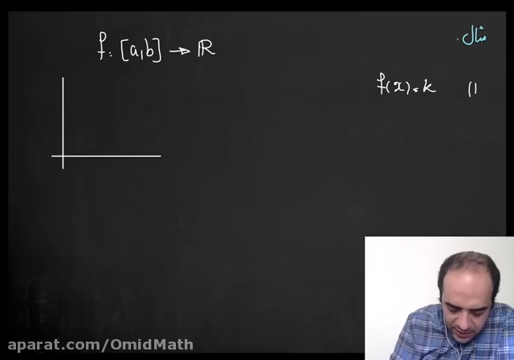 مثال.
f: [a,b] → ℝ
f(x) = k (1
aparat.com/OmidMath